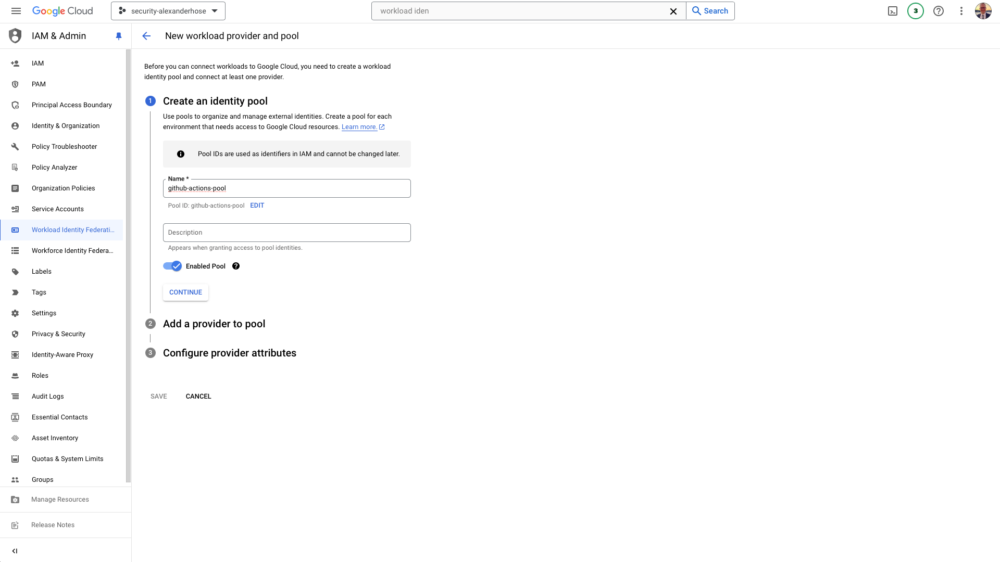 Google Cloud
security-alexanderhose
workload iden
Search
3
IAM & Admin
New workload provider and pool
IAM
PAM
Principal Access Boundary
Identity & Organization
Policy Troubleshooter
Policy Analyzer
Organization Policies
Service Accounts
Workload Identity Federati...
Workforce Identity Federa...
Labels
Tags
Settings
Privacy & Security
Identity-Aware Proxy
Roles
Audit Logs
Essential Contacts
Asset Inventory
Quotas & System Limits
Groups
Manage Resources
Release Notes
Before you can connect workloads to Google Cloud, you need to create a workload
identity pool and connect at least one provider.
1 Create an identity pool
Use pools to organize and manage external identities. Create a pool for each
environment that needs access to Google Cloud resources. Learn more.
Pool IDs are used as identifiers in IAM and cannot be changed later.
Name *
github-actions-pool
Pool ID: github-actions-pool EDIT
Description
Appears when granting access to pool identities.
Enabled Pool
CONTINUE
2 Add a provider to pool
3 Configure provider attributes
SAVE CANCEL